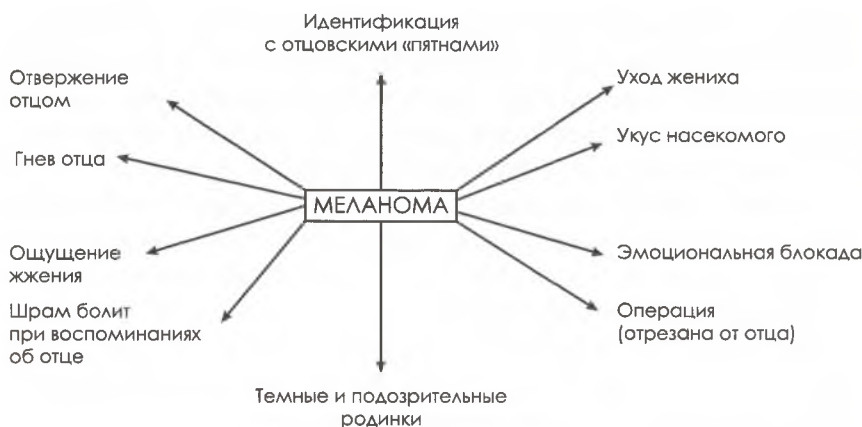 Идентификация
с отцовскими «пятнами»
Отвержение
отцом
Уход жениха
Укус насекомого
Гнев отца
МЕЛАНОМА
Ощущение
жжения
Эмоциональная блокада
Шрам болит
при воспоминаниях
об отце
Операция
(отрезана от отца)
Темные и подозрительные
родинки